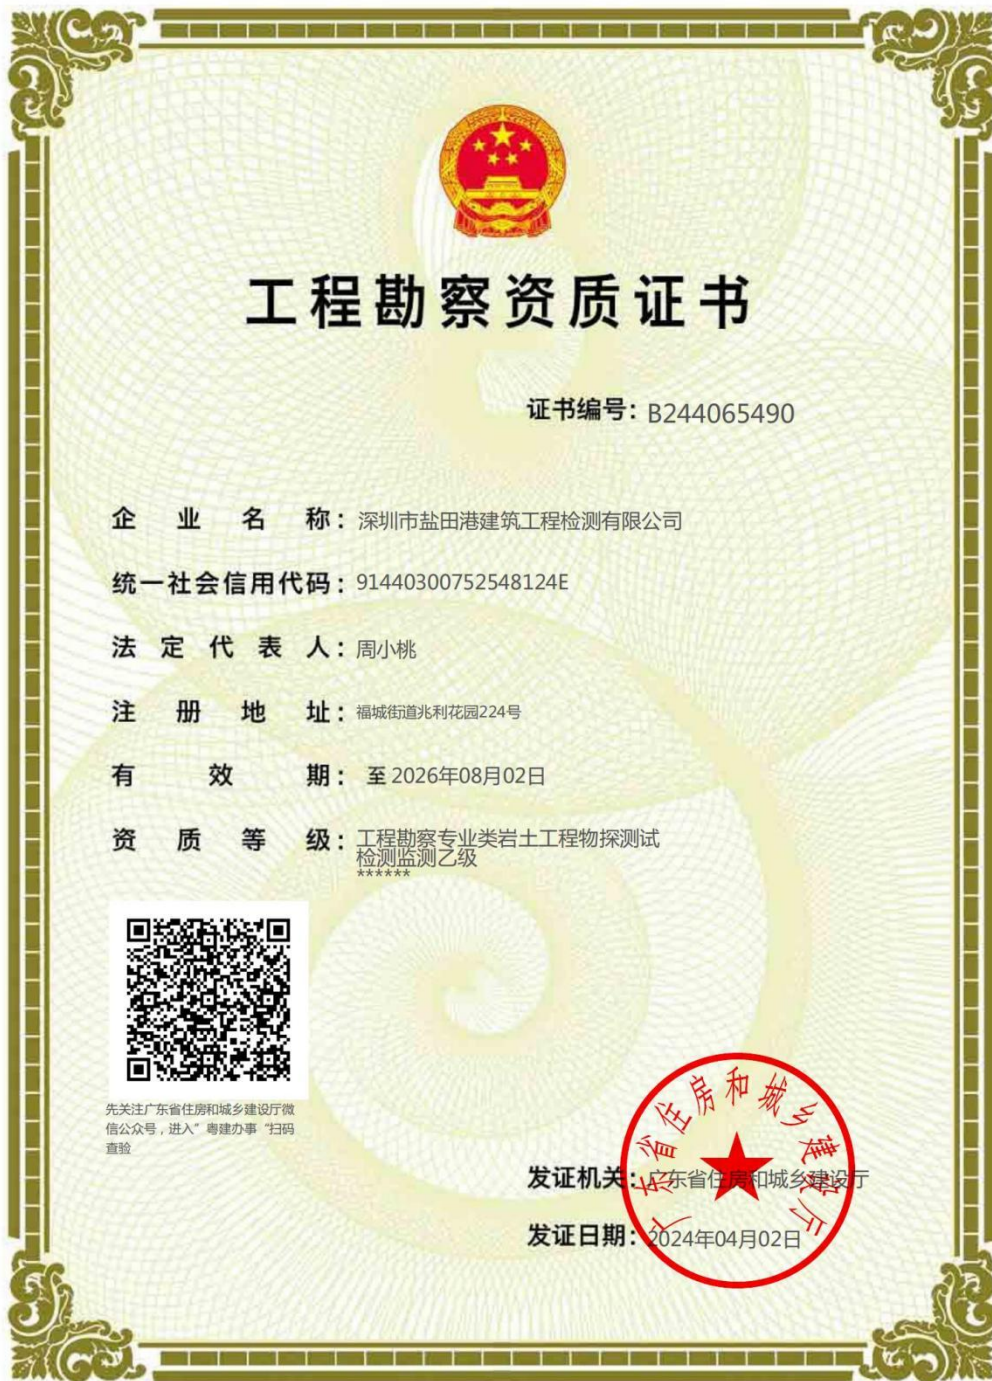 工程勘察资质证书
证书编号：B244065490
企业名称：深圳市盐田港建筑工程检测有限公司
统一社会信用代码：91440300752548124E
法定代表人：周小桃
注册地址：福城街道兆利花园224号
有效期：至2026年08月02日
资质等级：工程勘察专业类岩土工程物探测试
检测监测乙级
******
先关注广东省住房和城乡建设厅微
信公众号，进入”粤建办事“扫码
查验
广东省住房和城乡建设厅
发证机关：广东省住房和城乡建设厅
发证日期：2024年04月02日